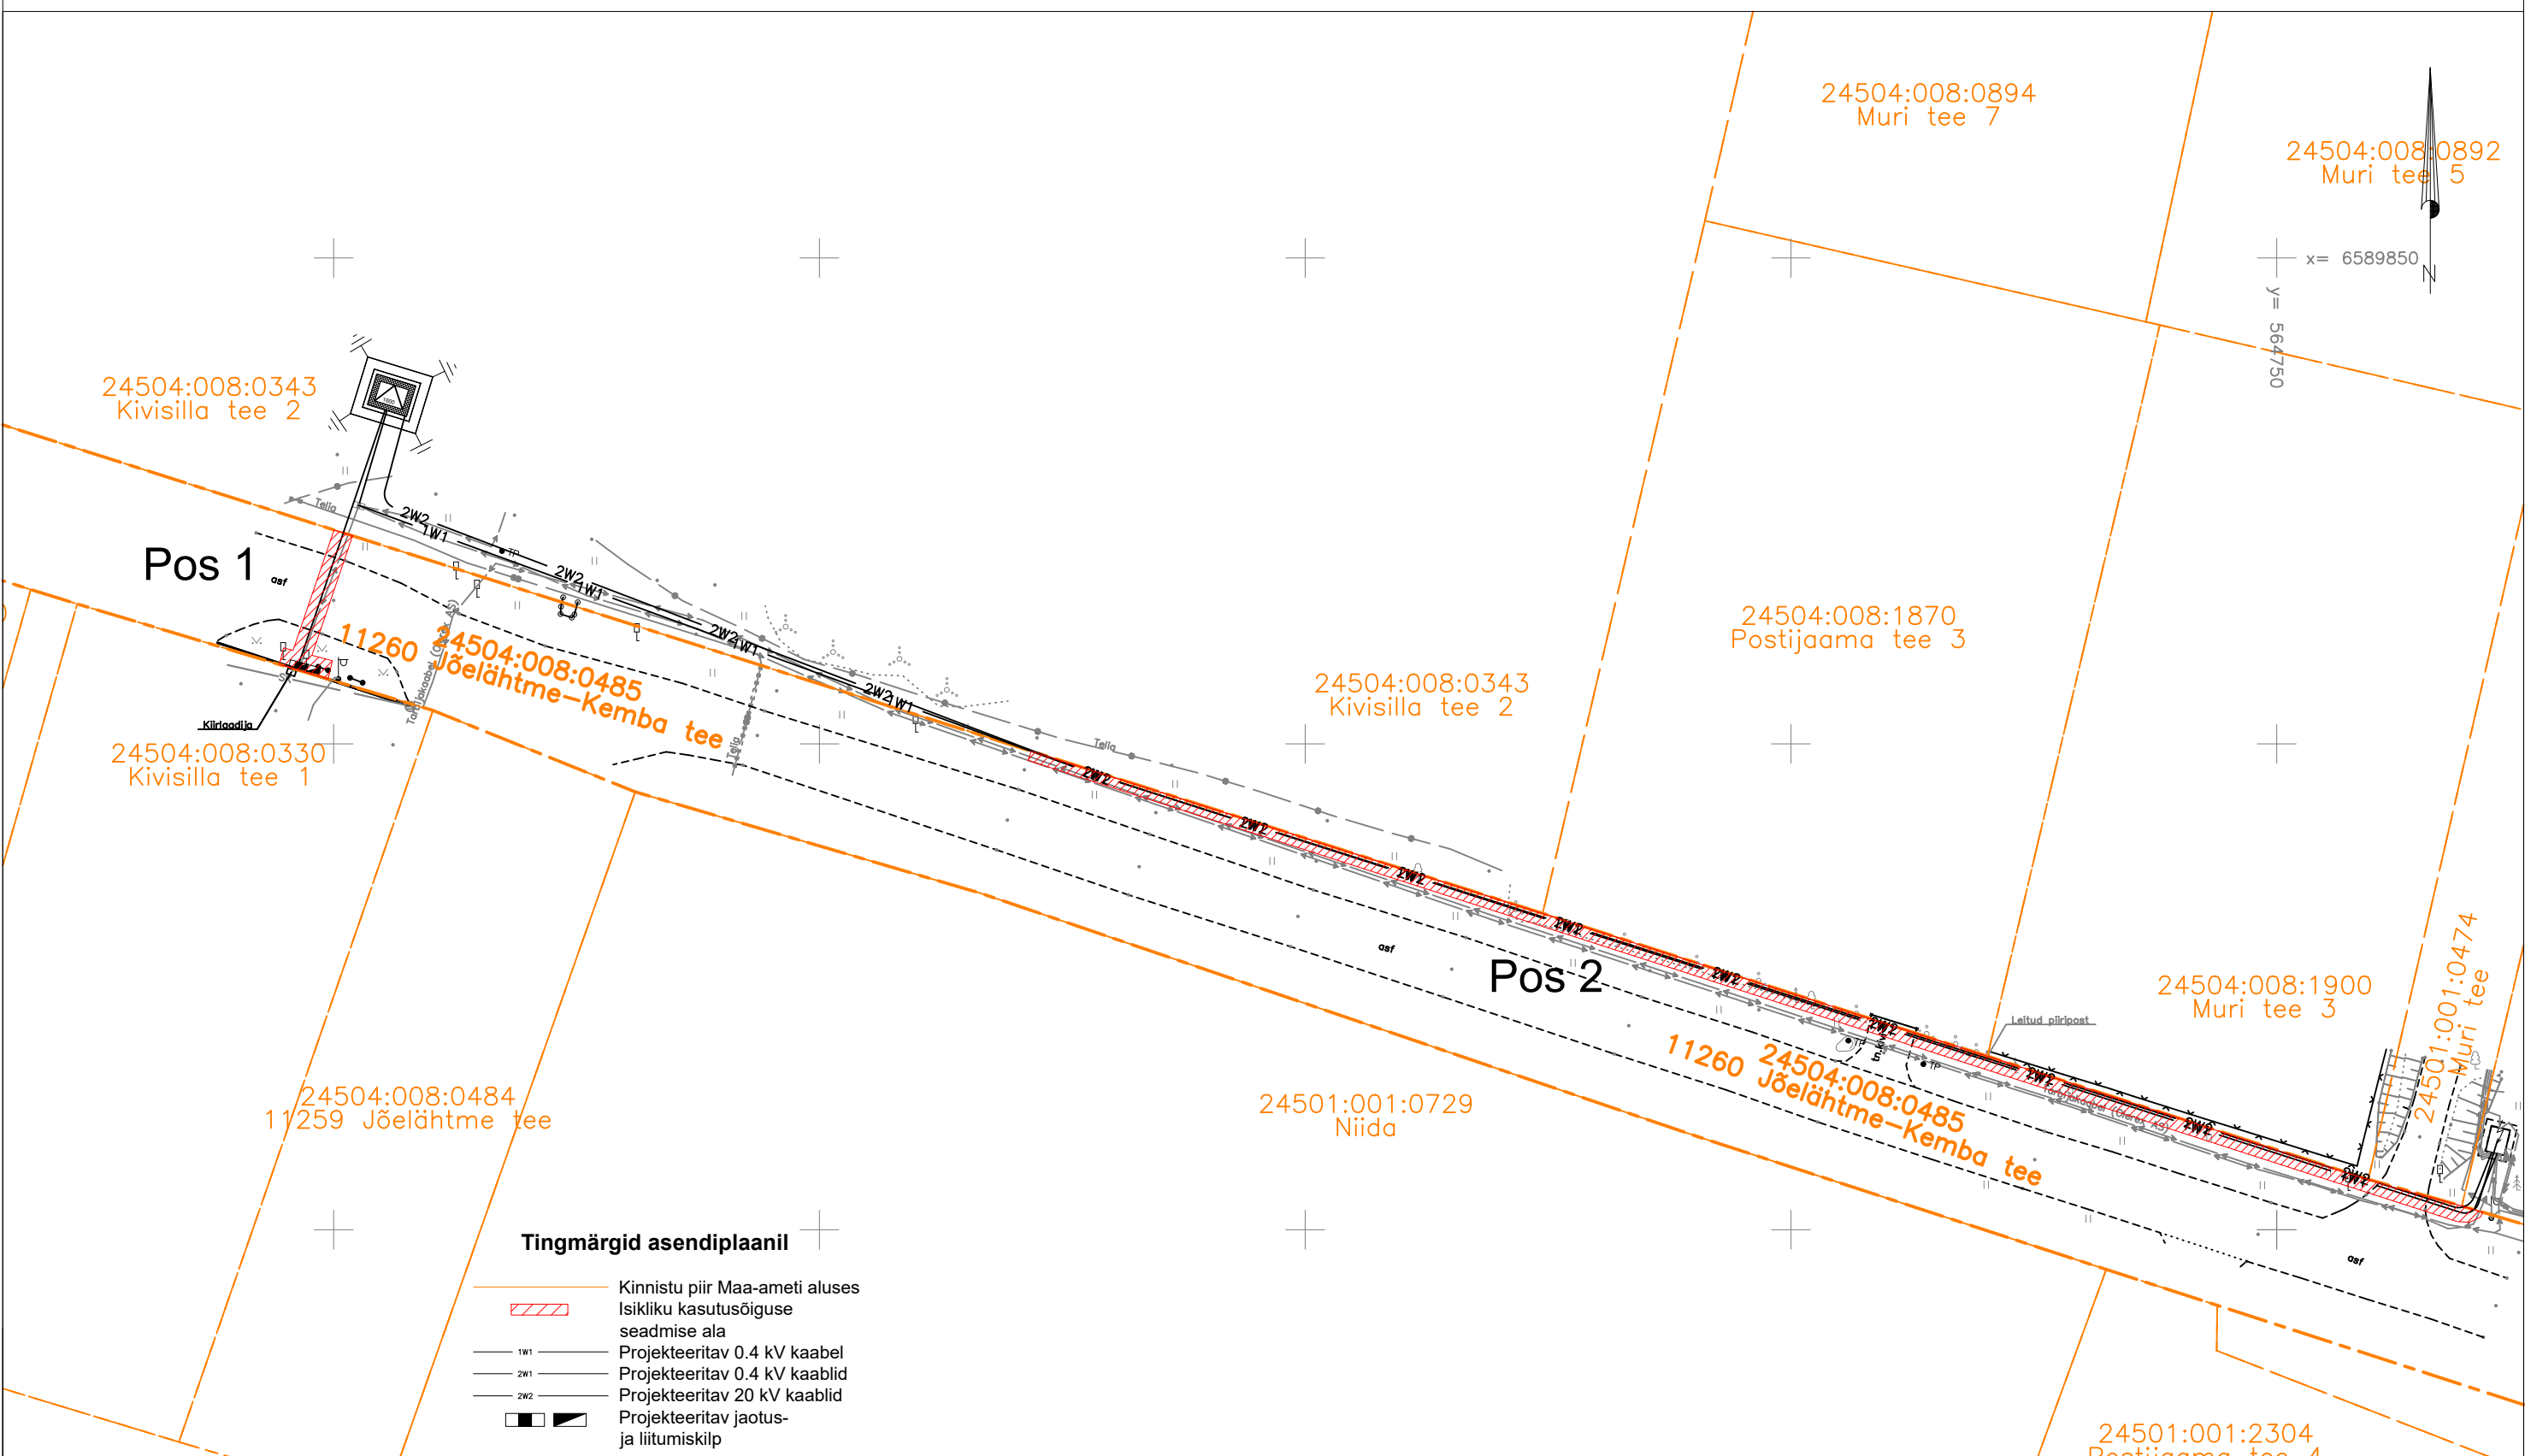 24504:008:0894
Muri tee 7
24504:008:0892
Muri tee 5
x= 6589850
N
y= 564750
24504:008:0343
Kivisilla tee 2
Telia
2W2
1W1
TP
2W2
1W1
Pos 1
asf
2W2
1W1
2W2
1W1
24504:008:0485
11260 Jõelähtme-Kemba tee
Telia
Telia
Kiirlaadija
24504:008:0330
Kivisilla tee 1
24504:008:0343
Kivisilla tee 2
24504:008:1870
Postijaama tee 3
2W2
2W2
2W2
2W2
2W2
2W2
2W2
2W2
2W2
asf
Pos 2
TP
Leitud piiripost
24504:008:1900
Muri tee 3
24501:001:0474
Muri tee
24504:008:0485
11260 Jõelähtme-Kemba tee
asf
24504:008:0484
11259 Jõelähtme tee
24501:001:0729
Niida
24501:001:2304
Tingmärgid asendiplaanil
Kinnistu piir Maa-ameti aluses
Isikliku kasutusõiguse
seadmise ala
1W1 Projekteeritav 0.4 kV kaabel
2W1 Projekteeritav 0.4 kV kaablid
2W2 Projekteeritav 20 kV kaablid
Projekteeritav jaotus-
ja liitumiskilp